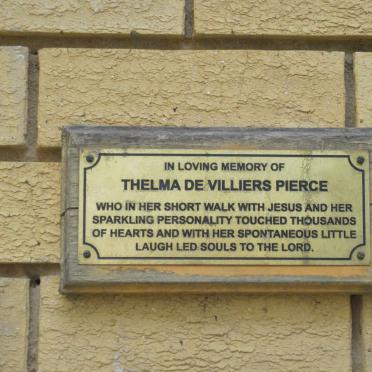 IN LOVING MEMORY OF
THELMA DE VILLIERS PIERCE
WHO IN HER SHORT WALK WITH JESUS AND HER
SPARKLING PERSONALITY TOUCHED THOUSANDS
OF HEARTS AND WITH HER SPONTANEOUS LITTLE
LAUGH LED SOULS TO THE LORD.